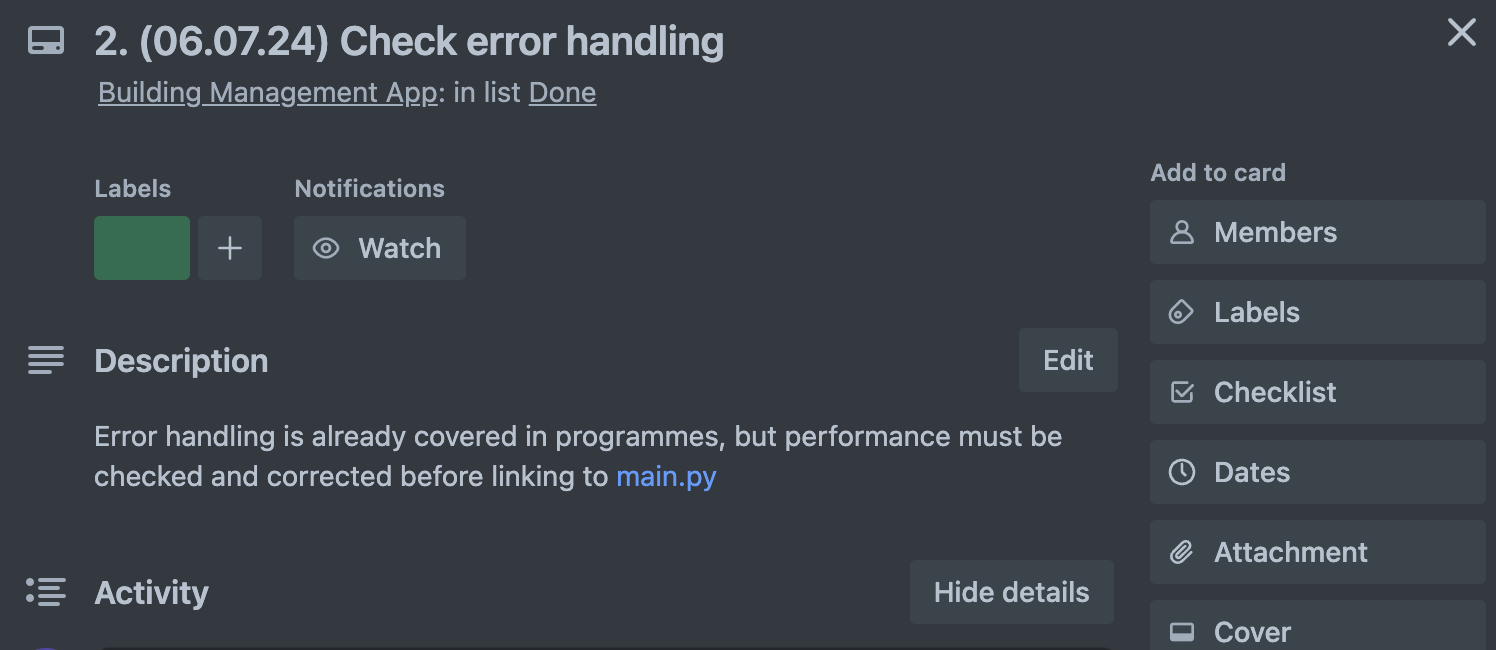 2. (06.07.24) Check error handling
Building Management App: in list Done
Labels
Notifications
Watch
Description
Edit
Error handling is already covered in programmes, but performance must be
checked and corrected before linking to main.py
Activity
Hide details
Add to card
Members
Labels
Checklist
Dates
Attachment
Cover